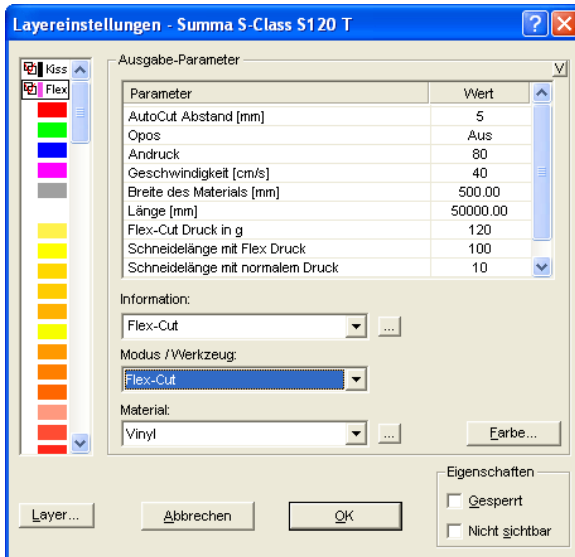 Layereinstellungen - Summa S-Class S120 T
Kiss
Flex
Ausgabe-Parameter
V
Parameter Wert
AutoCut Abstand [mm] 5
Opos Aus
Andruck 80
Geschwindigkeit [cm/s] 40
Breite des Materials [mm] 500.00
Länge [mm] 50000.00
Flex-Cut Druck in g 120
Schneidelänge mit Flex Druck 100
Schneidelänge mit normalem Druck 10
Information:
Flex-Cut ...
Modus / Werkzeug:
Flex-Cut
Material:
Vinyl ...
Farbe...
Eigenschaften
Gesperrt
Nicht sichtbar
Layer... Abbrechen OK